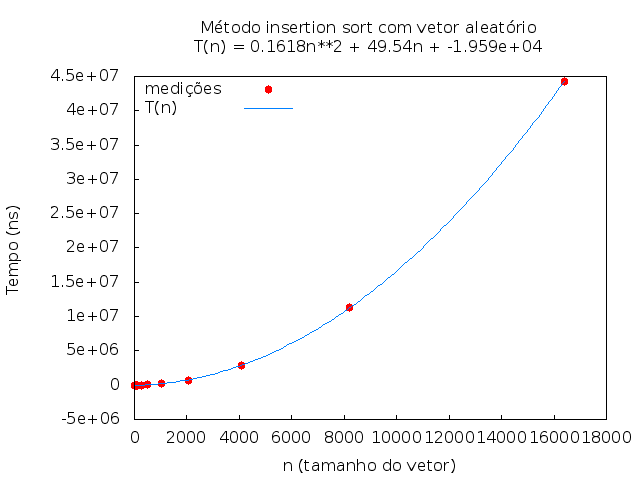 Método insertion sort com vetor aleatório
T(n) = 0.1618n**2 + 49.54n + -1.959e+04
medições
T(n)
4.5e+07
4e+07
3.5e+07
3e+07
2.5e+07
2e+07
1.5e+07
1e+07
5e+06
0
-5e+06
Tempo (ns)
0 2000 4000 6000 8000 10000 12000 14000 16000 18000
n (tamanho do vetor)